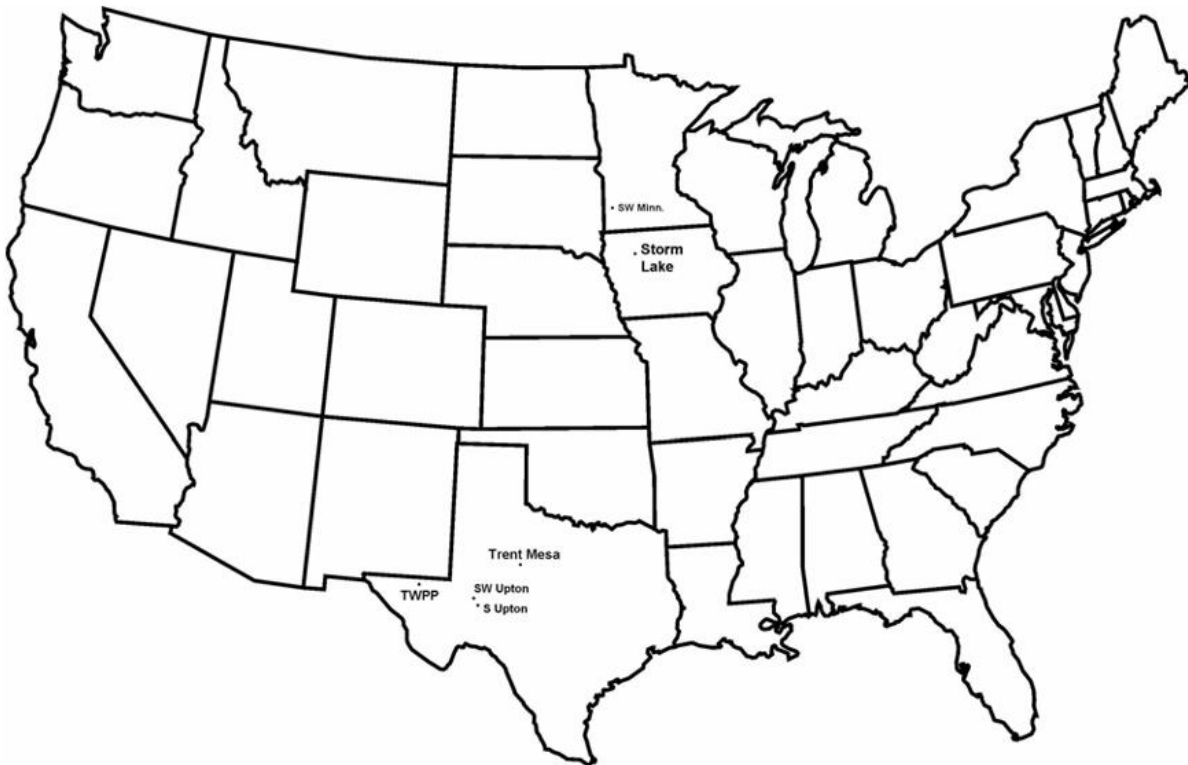 SW Minn.
Storm
Lake
Trent Mesa
TWPP
SW Upton
S Upton